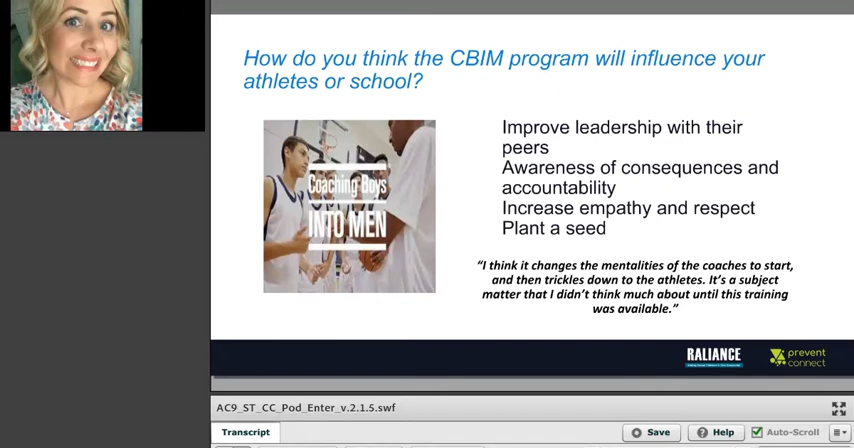 How do you think the CBIM program will influence your
athletes or school?
Coaching Boys
INTO MEN
Improve leadership with their
peers
Awareness of consequences and
accountability
Increase empathy and respect
Plant a seed
“I think it changes the mentalities of the coaches to start,
and then trickles down to the athletes. It’s a subject
matter that I didn’t think much about until this training
was available.”
RALIANCE
prevent
connect
AC9_ST_CC_Pod_Enter_v.2.1.5.swf
Transcript
Save
Help
Auto-Scroll